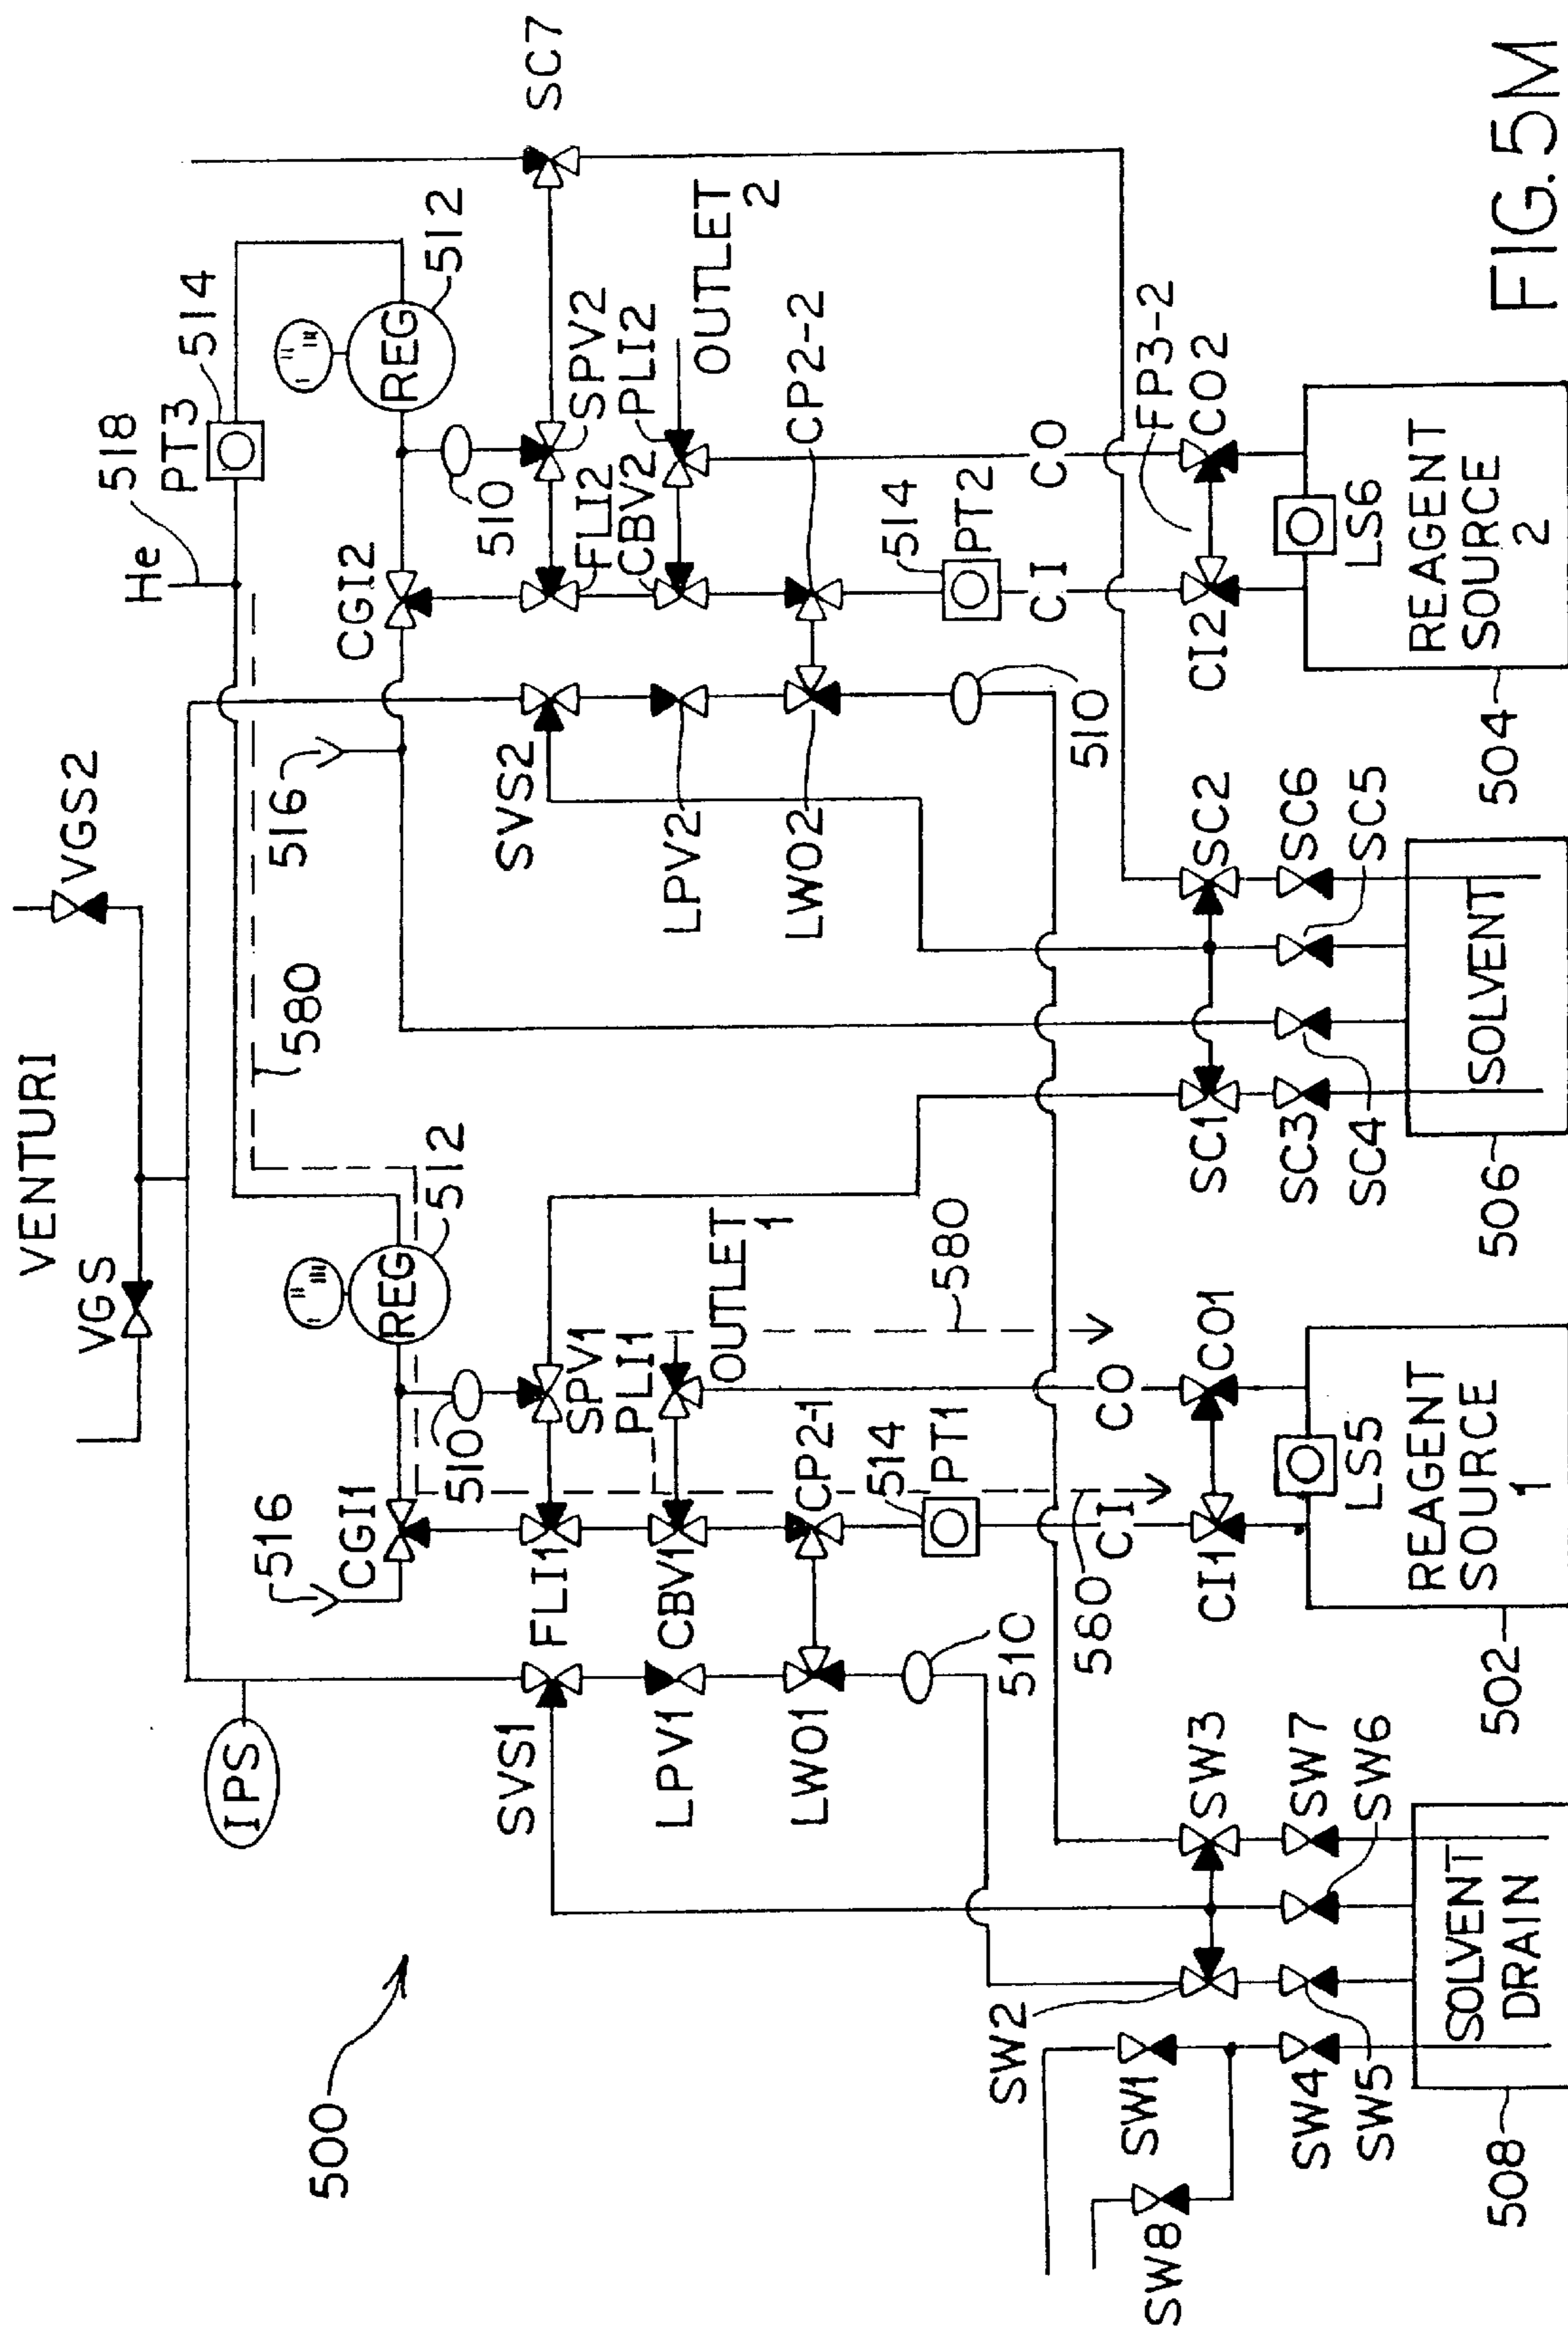 VENTURI
VGS
VGS2
He
518
PT3
514
SC7
580
516
512
REG
512
REG
516
CGI1
CGI2
510
510
IPS
500
SVS1
FLI1
SPV1
PLI1
OUTLET
1
SVS2
FLI2
CBV2
SPV2
PLI2
OUTLET
2
LPV1
CBV1
CP2-1
LPV2
CP2-2
LWO1
514
PT1
580
LWO2
514
PT2
510
510
CI
CO
CI
CO
580
FP3-2
SW2
SW1
SW8
SW3
CI1
CO1
SC1
SC2
CI2
CO2
SW4
SW5
SW7
SW6
LS5
SC3
SC4
SC6
SC5
LS6
SOLVENT
DRAIN
REAGENT
SOURCE
1
SOLVENT
REAGENT
SOURCE
2
508
502
506
504
FIG. 5M